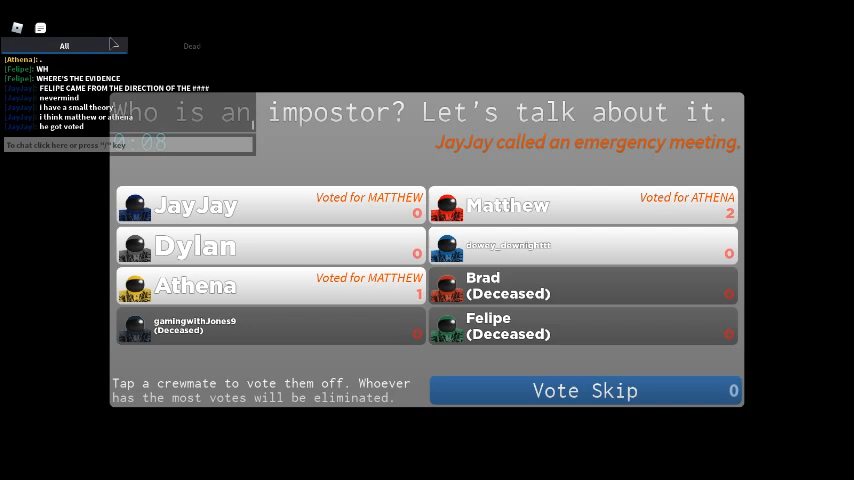 All
Dead
[Athena]: .
[Felipe]: WH
[Felipe]: WHERE'S THE EVIDENCE
[JayJay]: FELIPE CAME FROM THE DIRECTION OF THE ####
[JayJay]: nevermind
[JayJay]: i have a small theory
[JayJay]: i think matthew or athena
[JayJay]: he got voted
To chat click here or press "/" key
Who is an impostor? Let's talk about it.
0:08
JayJay called an emergency meeting.
JayJay
Voted for MATTHEW
0
Matthew
Voted for ATHENA
2
Dylan
0
dewey_dewnighttt
0
Athena
Voted for MATTHEW
1
Brad
(Deceased)
0
gamingwithJones9
(Deceased)
0
Felipe
(Deceased)
0
Tap a crewmate to vote them off. Whoever
has the most votes will be eliminated.
Vote Skip
0